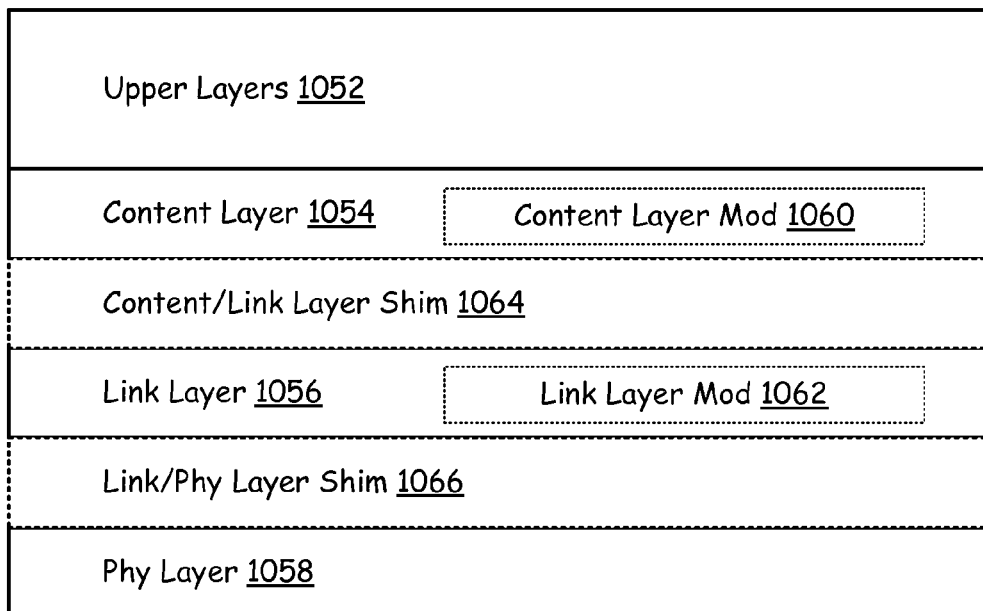 Upper Layers 1052
Content Layer 1054
Content Layer Mod 1060
Content/Link Layer Shim 1064
Link Layer 1056
Link Layer Mod 1062
Link/Phy Layer Shim 1066
Phy Layer 1058